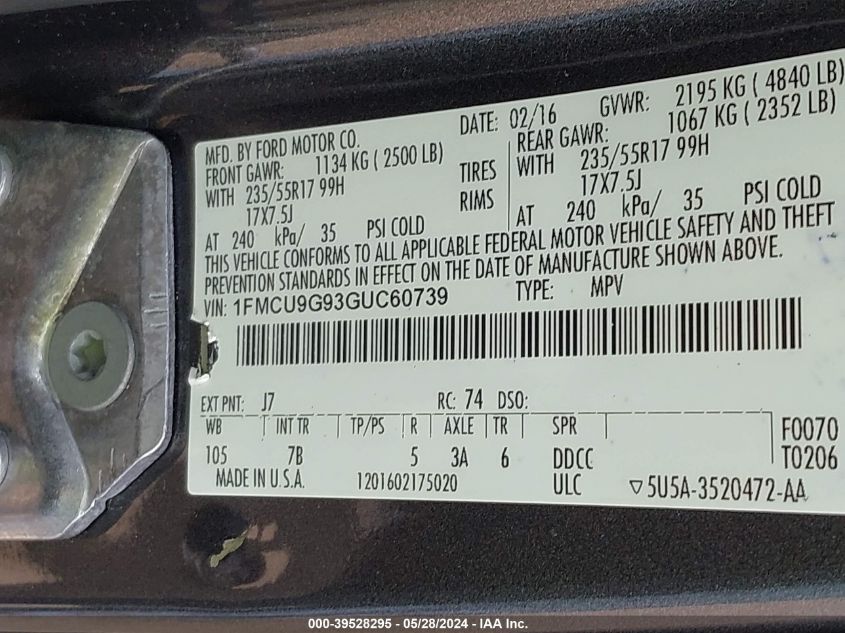 MFD. BY FORD MOTOR CO.
DATE: 02/16 GVWR: 2195 KG ( 4840 LB)
FRONT GAWR: 1134 KG ( 2500 LB)
REAR GAWR: 1067 KG ( 2352 LB)
WITH 235/55R17 99H TIRES WITH 235/55R17 99H
17X7.5J RIMS 17X7.5J
AT 240 kPa/ 35 PSI COLD AT 240 kPa/ 35 PSI COLD
THIS VEHICLE CONFORMS TO ALL APPLICABLE FEDERAL MOTOR VEHICLE SAFETY AND THEFT
PREVENTION STANDARDS IN EFFECT ON THE DATE OF MANUFACTURE SHOWN ABOVE.
VIN: 1FMCU9G93GUC60739 TYPE: MPV
EXT PNT: J7 RC: 74 DSO:
WB INT TR TP/PS R AXLE TR SPR F0070
105 7B 5 3A 6 DDCC T0206
MADE IN U.S.A. 1201602175020 ULC ▽5U5A-3520472-AA
000-39528295 - 05/28/2024 - IAA Inc.